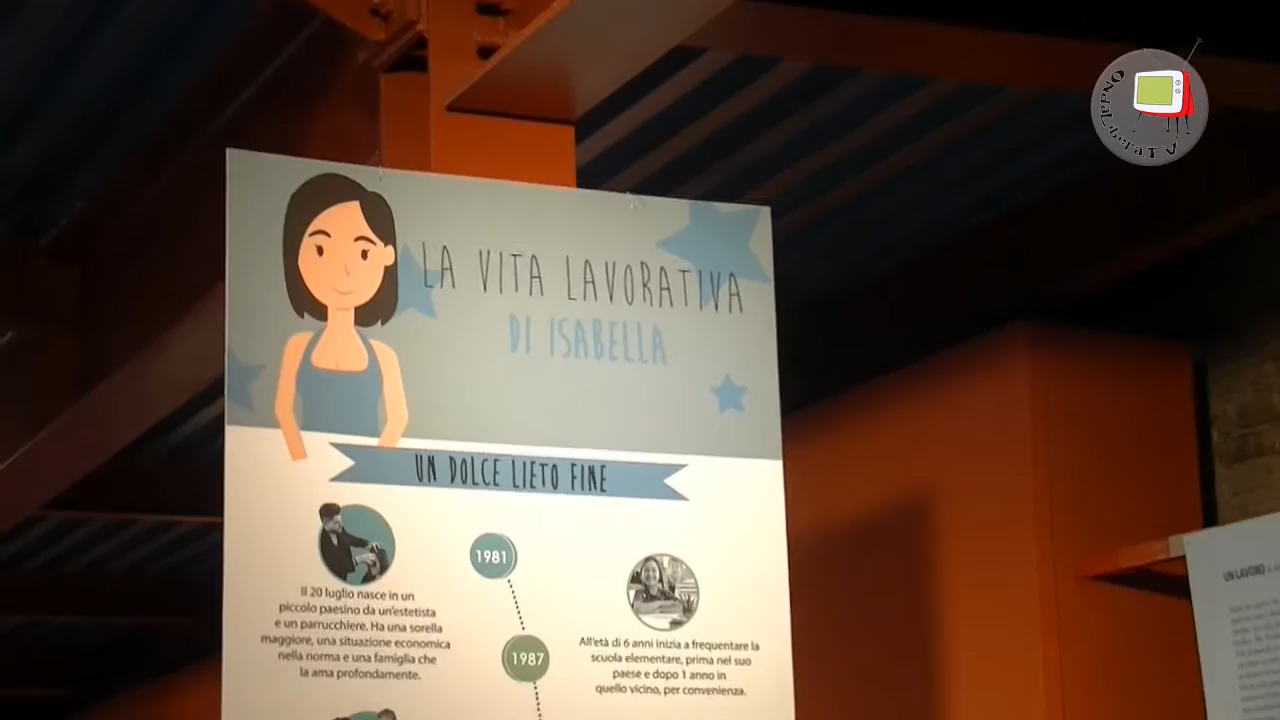 OndaLiberaTV
LA VITA LAVORATIVA
DI ISABELLA
UN DOLCE LIETO FINE
1981
Il 20 luglio nasce in un
piccolo paesino da un'estetista
e un parrucchiere. Ha una sorella
maggiore, una situazione economica
nella norma e una famiglia che
la ama profondamente.
1987
All'età di 6 anni inizia a frequentare la
scuola elementare, prima nel suo
paese e dopo 1 anno in
quello vicino, per convenienza.
UN LAVORO